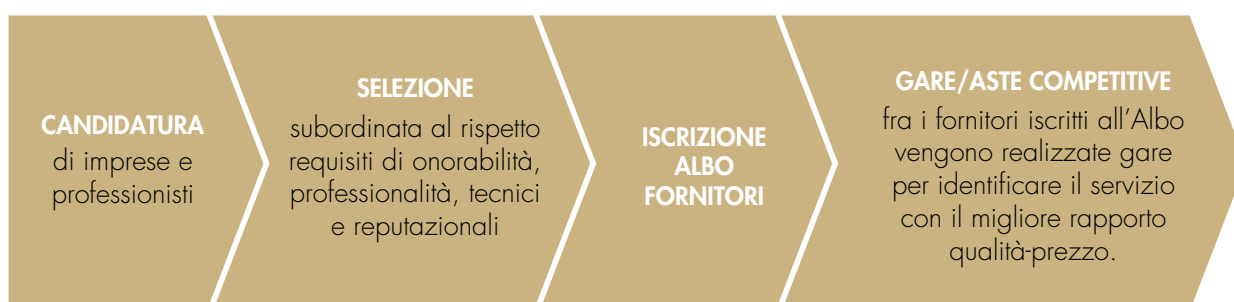 CANDIDATURA
di imprese e
professionisti
SELEZIONE
subordinata al rispetto
requisiti di onorabilità,
professionalità, tecnici
e reputazionali
ISCRIZIONE
ALBO
FORNITORI
GARE/ASTE COMPETITIVE
fra i fornitori iscritti all’Albo
vengono realizzate gare
per identificare il servizio
con il migliore rapporto
qualità-prezzo.